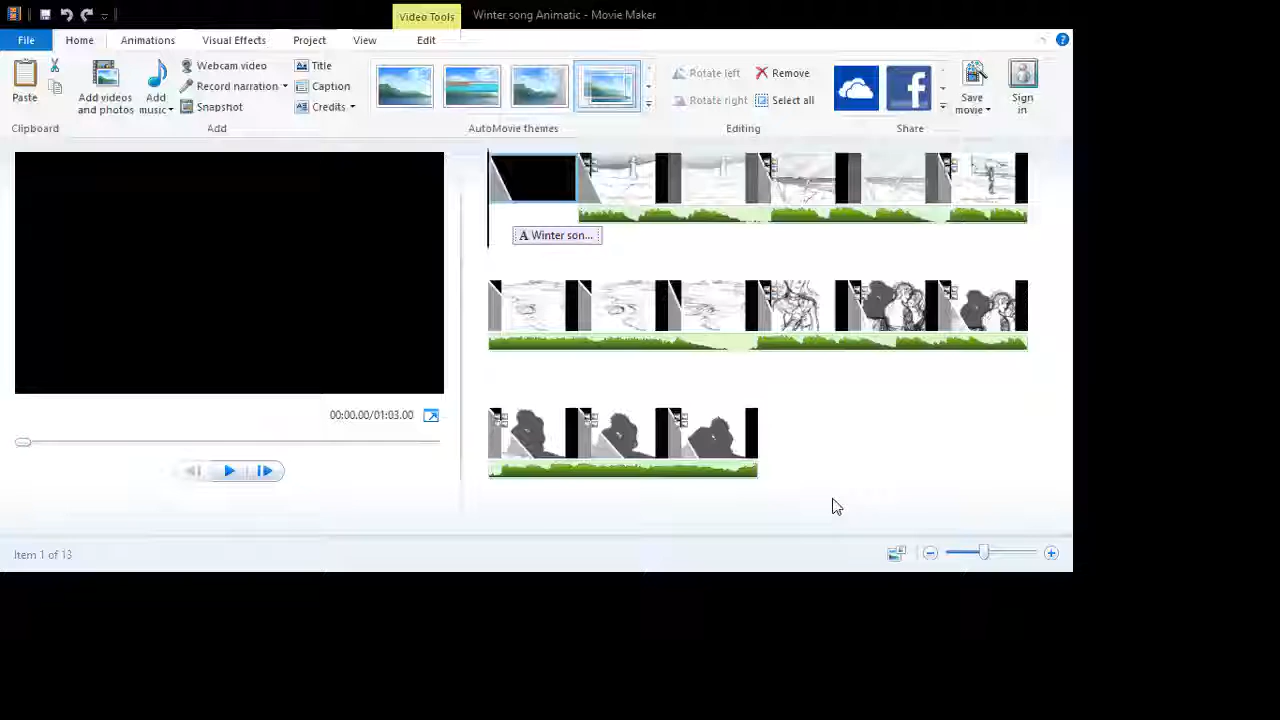 Video Tools
Winter song Animatic - Movie Maker
File Home Animations Visual Effects Project View Edit
Paste
Add videos and photos
Add music
Webcam video
Record narration
Snapshot
Title
Caption
Credits
Rotate left
Rotate right
Remove
Select all
Save movie
Sign in
Clipboard
Add
AutoMovie themes
Editing
Share
A Winter son...
00:00.00/01:03.00
Item 1 of 13